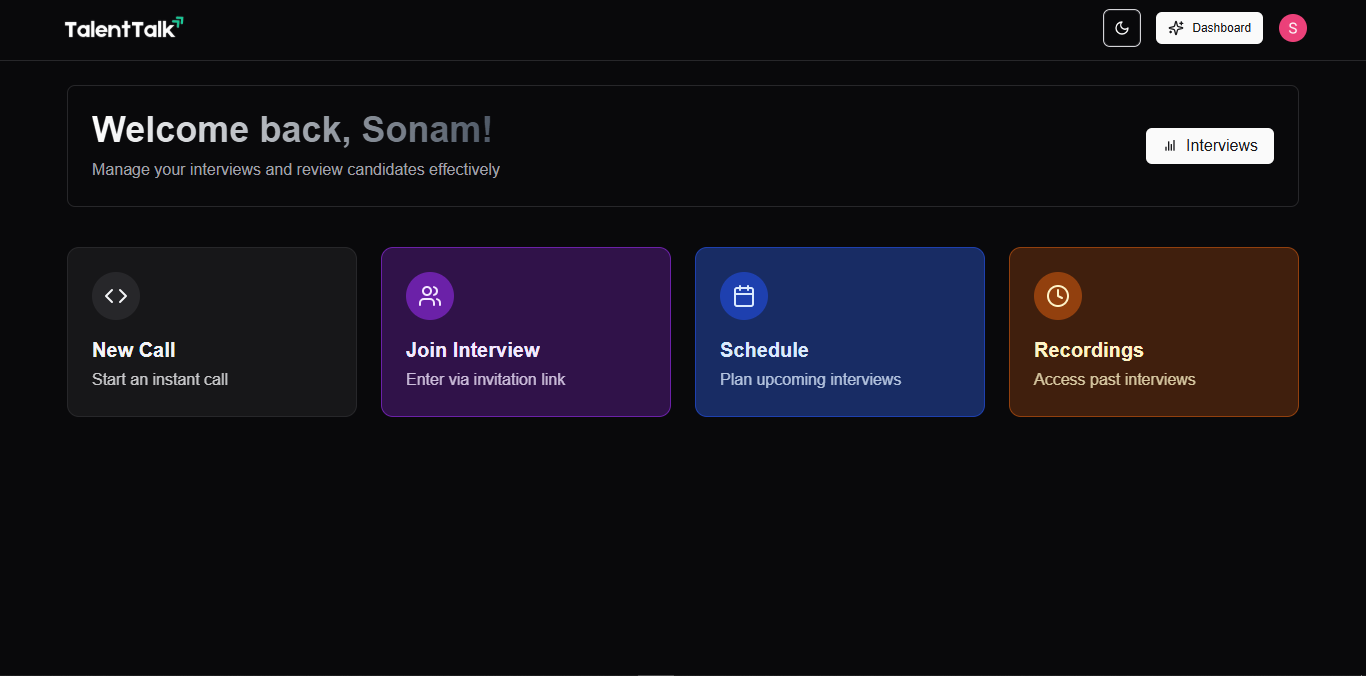 TalentTalk
Dashboard
S
Welcome back, Sonam!
Manage your interviews and review candidates effectively
Interviews
New Call
Start an instant call
Join Interview
Enter via invitation link
Schedule
Plan upcoming interviews
Recordings
Access past interviews